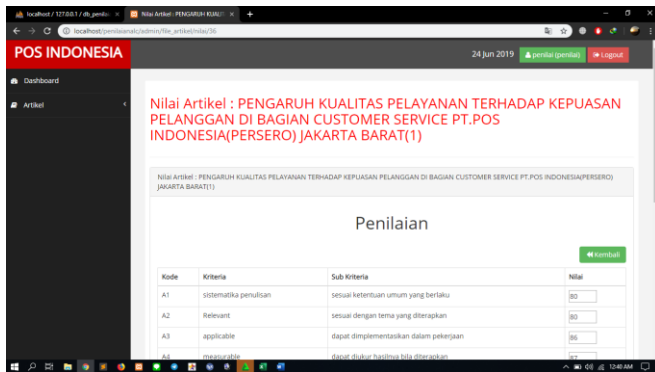 localhost / 127.0.0.1 / db_penilai
Nilai Artikel : PENGARUH KUALIT
localhost/penilaianalc/admin/file_artikel/nilai/36
POS INDONESIA
24 Jun 2019
penilai (penilai)
Logout
Dashboard
Artikel
Nilai Artikel : PENGARUH KUALITAS PELAYANAN TERHADAP KEPUASAN
PELANGGAN DI BAGIAN CUSTOMER SERVICE PT.POS
INDONESIA(PERSERO) JAKARTA BARAT(1)
Nilai Artikel : PENGARUH KUALITAS PELAYANAN TERHADAP KEPUASAN PELANGGAN DI BAGIAN CUSTOMER SERVICE PT.POS INDONESIA(PERSERO)
JAKARTA BARAT(1)
Penilaian
Kembali
Kode Kriteria Sub Kriteria Nilai
A1 sistematika penulisan sesuai ketentuan umum yang berlaku 80
A2 Relevant sesuai dengan tema yang diterapkan 80
A3 applicable dapat dimplementasikan dalam pekerjaan 86
A4 measurable dapat diukur hasilnya bila diterapkan 87
12:40 AM